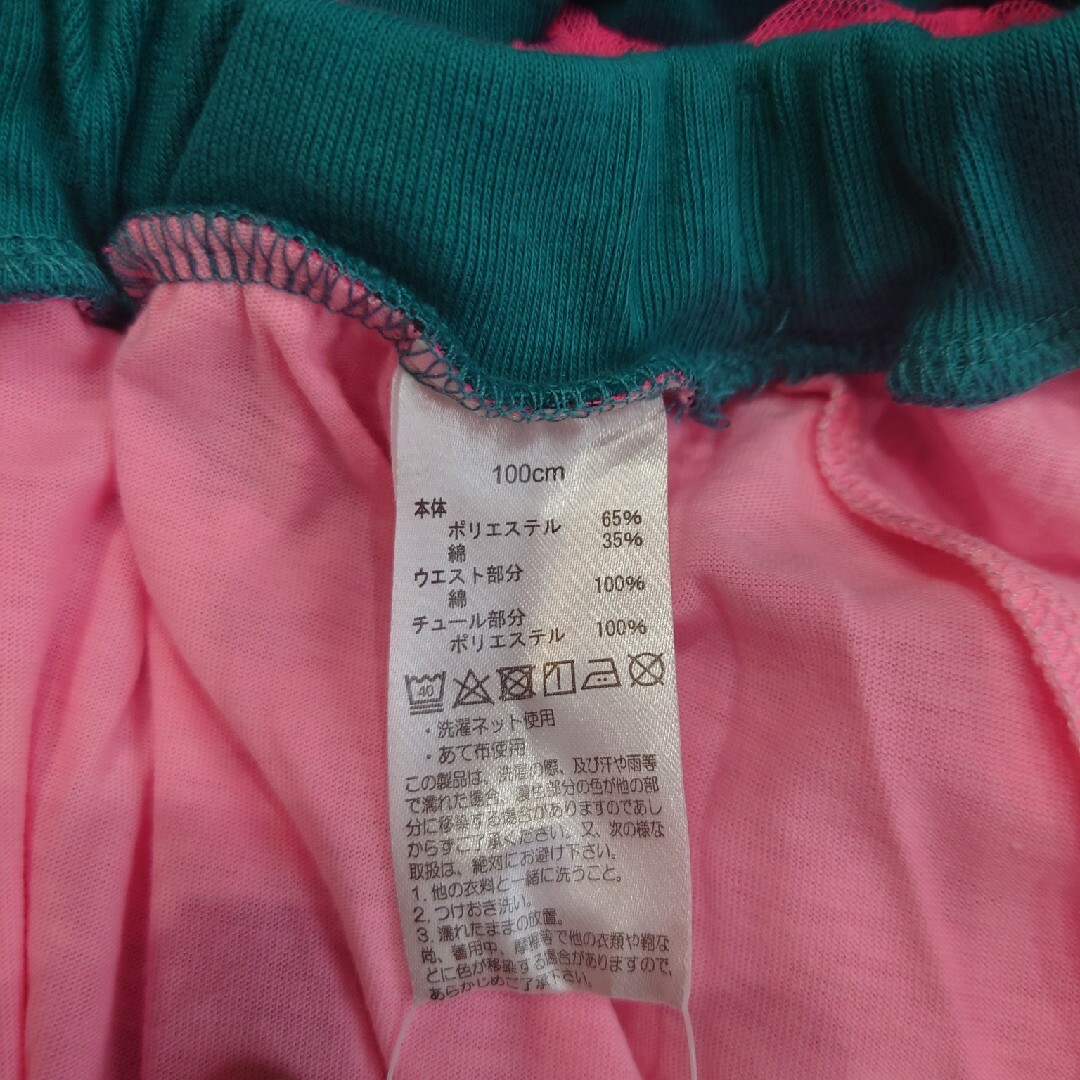 100cm
本体
ポリエステル 65%
綿 35%
ウエスト部分
綿 100%
チュール部分
ポリエステル 100%
40
・洗濯ネット使用
・あて布使用
この製品は、洗濯の際、及び汗や雨等
で濡れた場合、濃色部分の色が他の部
分に移染する場合がありますのであし
からずご了承ください。又、次の様な
取扱は、絶対にお避け下さい。
1. 他の衣料と一緒に洗うこと。
2. つけおき洗い。
3. 濡れたままの放置。
尚、着用中、摩擦等で他の衣類や鞄な
どに色が移染する場合がありますので、
あらかじめご了承下さい。